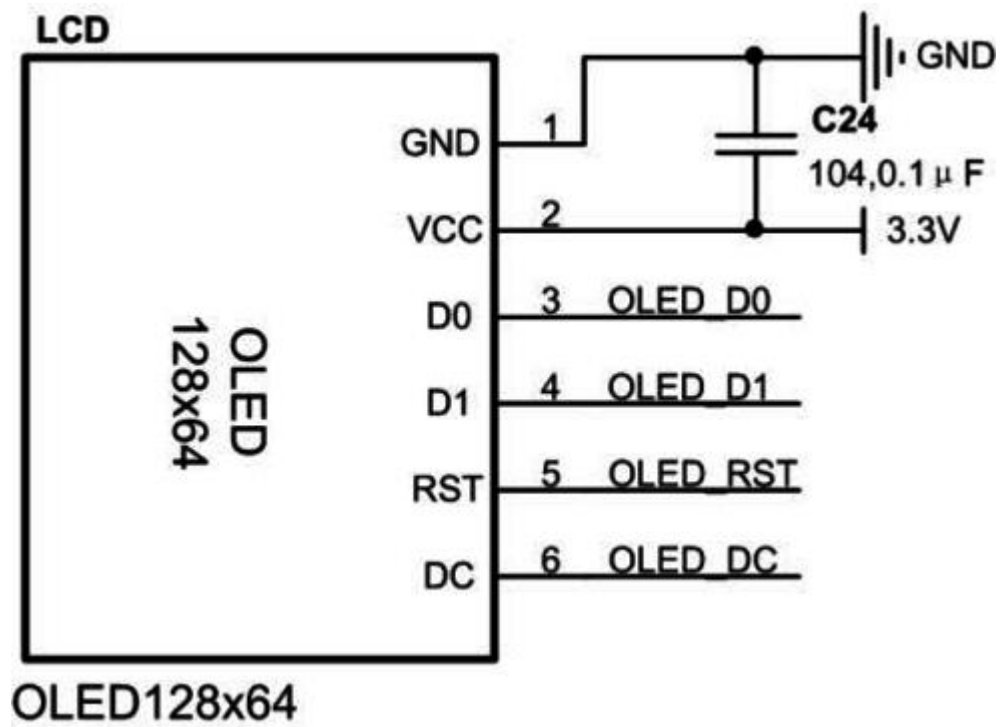 LCD
GND
C24
GND 1
104,0.1 μ F
VCC 2
3.3V
D0 3 OLED_D0
OLED
128x64
D1 4 OLED_D1
RST 5 OLED_RST
DC 6 OLED_DC
OLED128x64